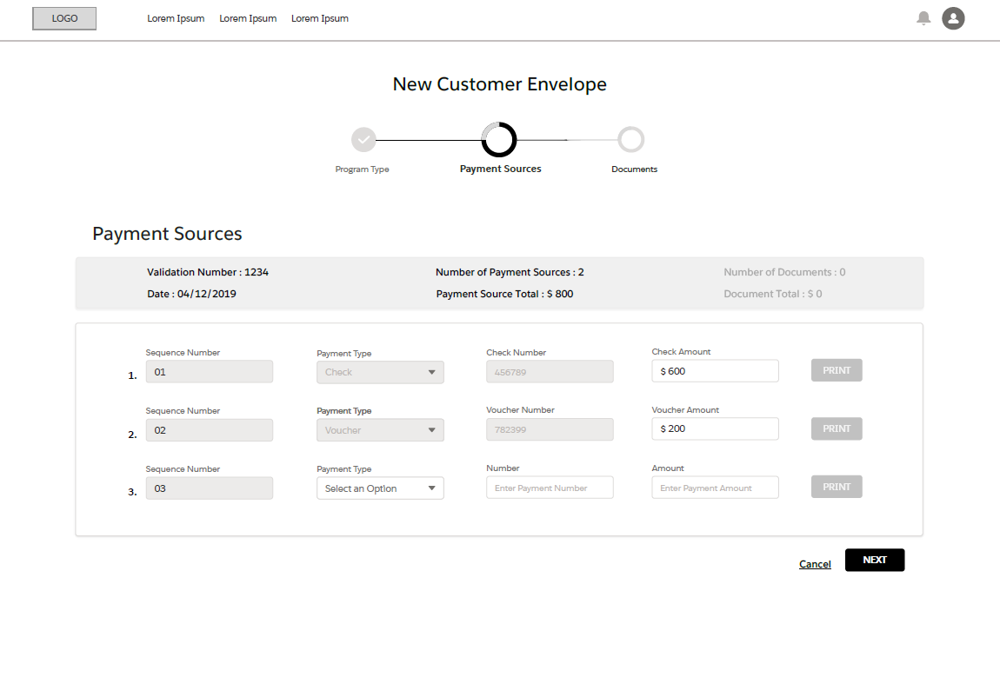 LOGO Lorem Ipsum Lorem Ipsum Lorem Ipsum
New Customer Envelope
Program Type Payment Sources Documents
Payment Sources
Validation Number : 1234 Number of Payment Sources : 2 Number of Documents : 0
Date : 04/12/2019 Payment Source Total : $ 800 Document Total : $ 0
Sequence Number Payment Type Check Number Check Amount
1. 01 Check 456789 $ 600 PRINT
Sequence Number Payment Type Voucher Number Voucher Amount
2. 02 Voucher 782399 $ 200 PRINT
Sequence Number Payment Type Number Amount
3. 03 Select an Option Enter Payment Number Enter Payment Amount PRINT
Cancel NEXT